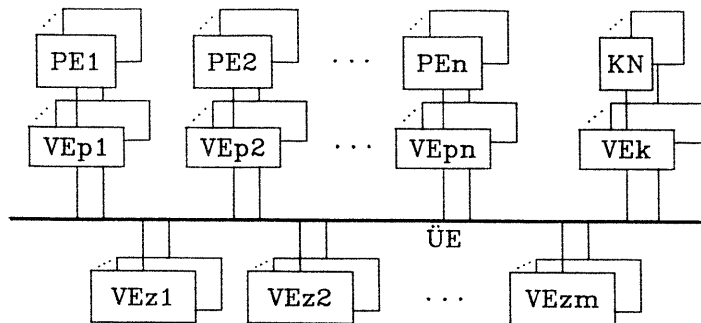 PE1 PE2 . . . PEn KN
VEp1 VEp2 . . . VEpn VEk
ÜE
VEz1 VEz2 . . . VEzm